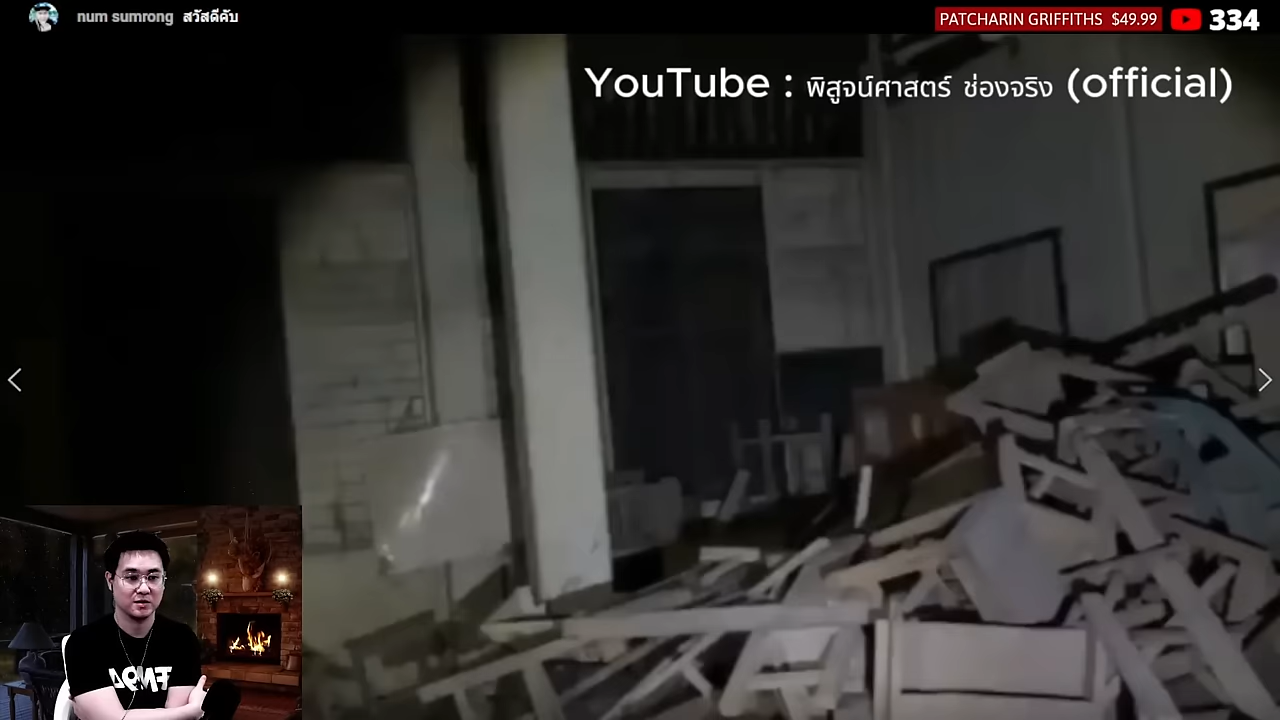 num sumrong สวัสดีคับ
PATCHARIN GRIFFITHS $49.99
334
YouTube : พิสูจน์ศาสตร์ ช่องจริง (official)